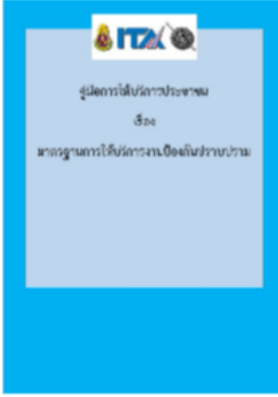 ITA
คู่มือการให้บริการประชาชน
เรื่อง
มาตรฐานการให้บริการงานป้องกันปราบปราม